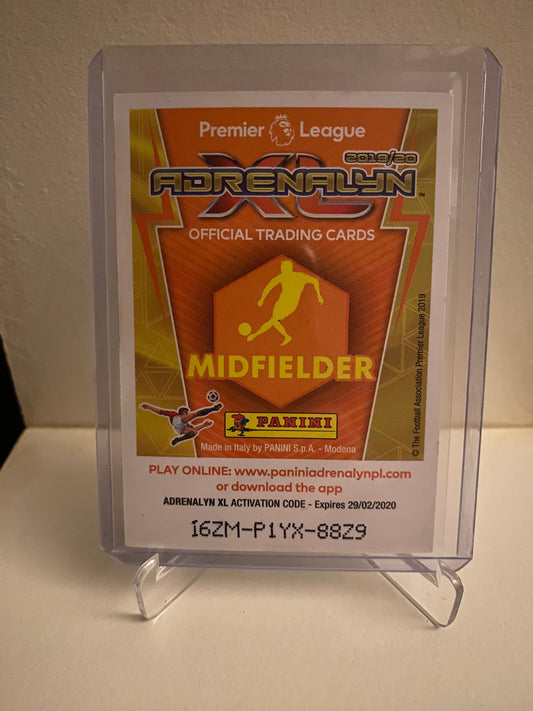 Premier League
2019/20
ADRENALYN XL™
OFFICIAL TRADING CARDS
MIDFIELDER
PANINI
Made in Italy by PANINI S.p.A. - Modena
© The Football Association Premier League 2019
PLAY ONLINE: www.paniniadrenalynpl.com
or download the app
ADRENALYN XL ACTIVATION CODE - Expires 29/02/2020
I6ZM-P1YX-88Z9